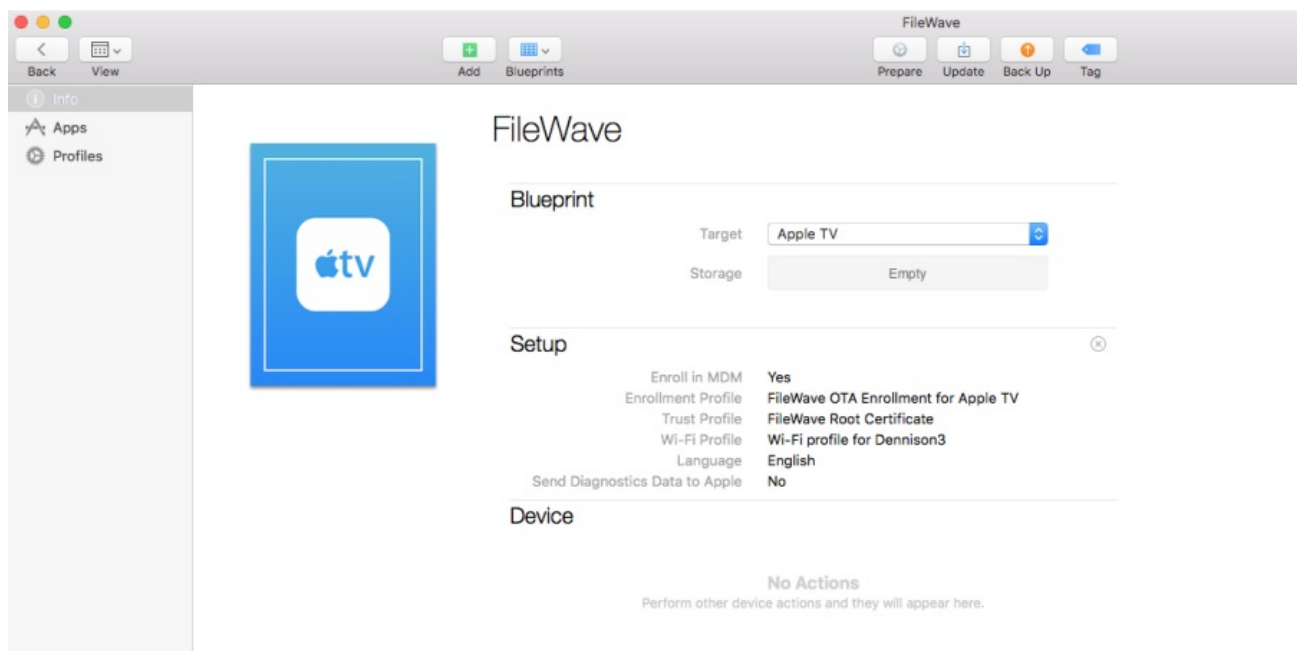 FileWave
Back View Add Blueprints Prepare Update Back Up Tag
Info
Apps
Profiles
tv
FileWave
Blueprint
Target Apple TV
Storage Empty
Setup
Enroll in MDM Yes
Enrollment Profile FileWave OTA Enrollment for Apple TV
Trust Profile FileWave Root Certificate
Wi-Fi Profile Wi-Fi profile for Dennison3
Language English
Send Diagnostics Data to Apple No
Device
No Actions
Perform other device actions and they will appear here.